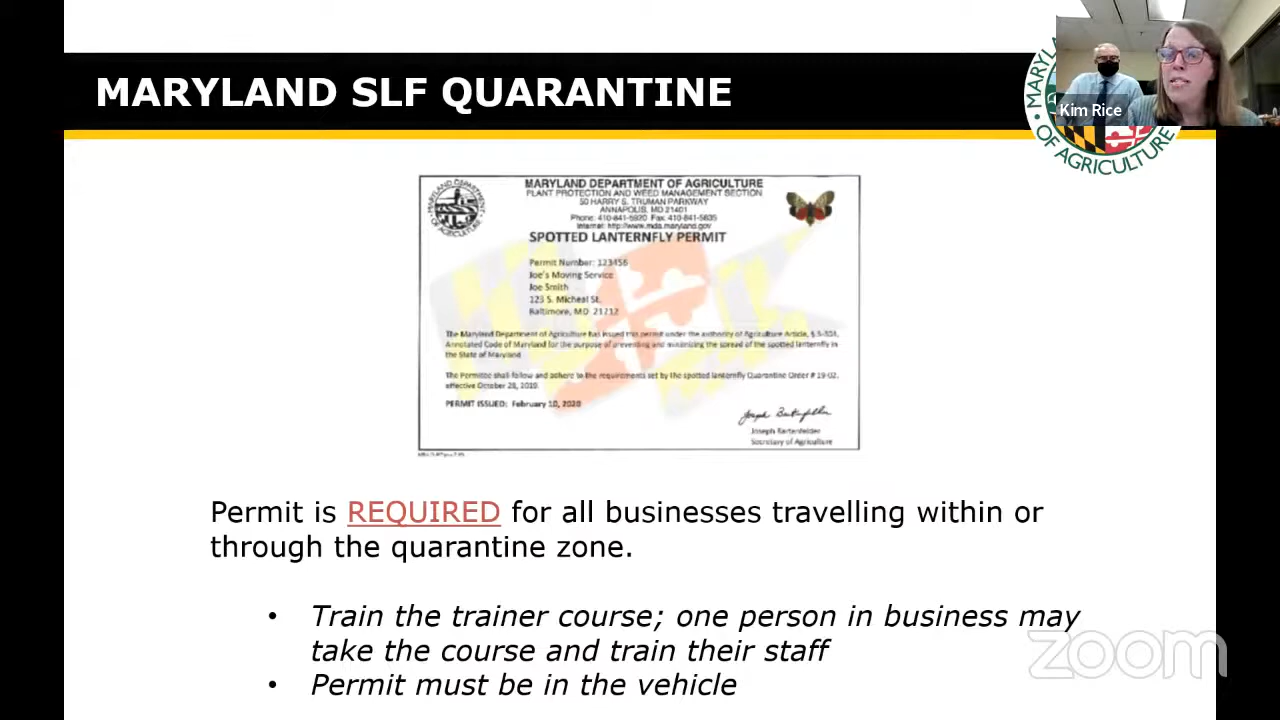 MARYLAND SLF QUARANTINE
Kim Rice
MARYLAND
OF AGRICULTURE
MARYLAND DEPARTMENT OF AGRICULTURE
PLANT PROTECTION AND WEED MANAGEMENT SECTION
50 HARRY S. TRUMAN PARKWAY
ANNAPOLIS, MD 21401
Phone: 410-841-5920 Fax: 410-841-5835
Internet: http://www.mda.maryland.gov
SPOTTED LANTERNFLY PERMIT
Permit Number: 123456
Joe's Moving Service
Joe Smith
123 S. Micheal St.
Baltimore, MD 21212
The Maryland Department of Agriculture has issued this permit under the authority of Agriculture Article,
Annotated Code of Maryland for the purpose of preventing and minimizing the spread of the spotted lanternfly in
the State of Maryland
The Permittee shall follow and adhere to the requirements set by the spotted lanternfly Quarantine Order # 19-02,
effective October 28, 2019.
PERMIT ISSUED: February 10, 2020
Joseph Bartenfelder
Joseph Bartenfelder
Secretary of Agriculture
Permit is REQUIRED for all businesses travelling within or
through the quarantine zone.
• Train the trainer course; one person in business may
take the course and train their staff
• Permit must be in the vehicle
zoom